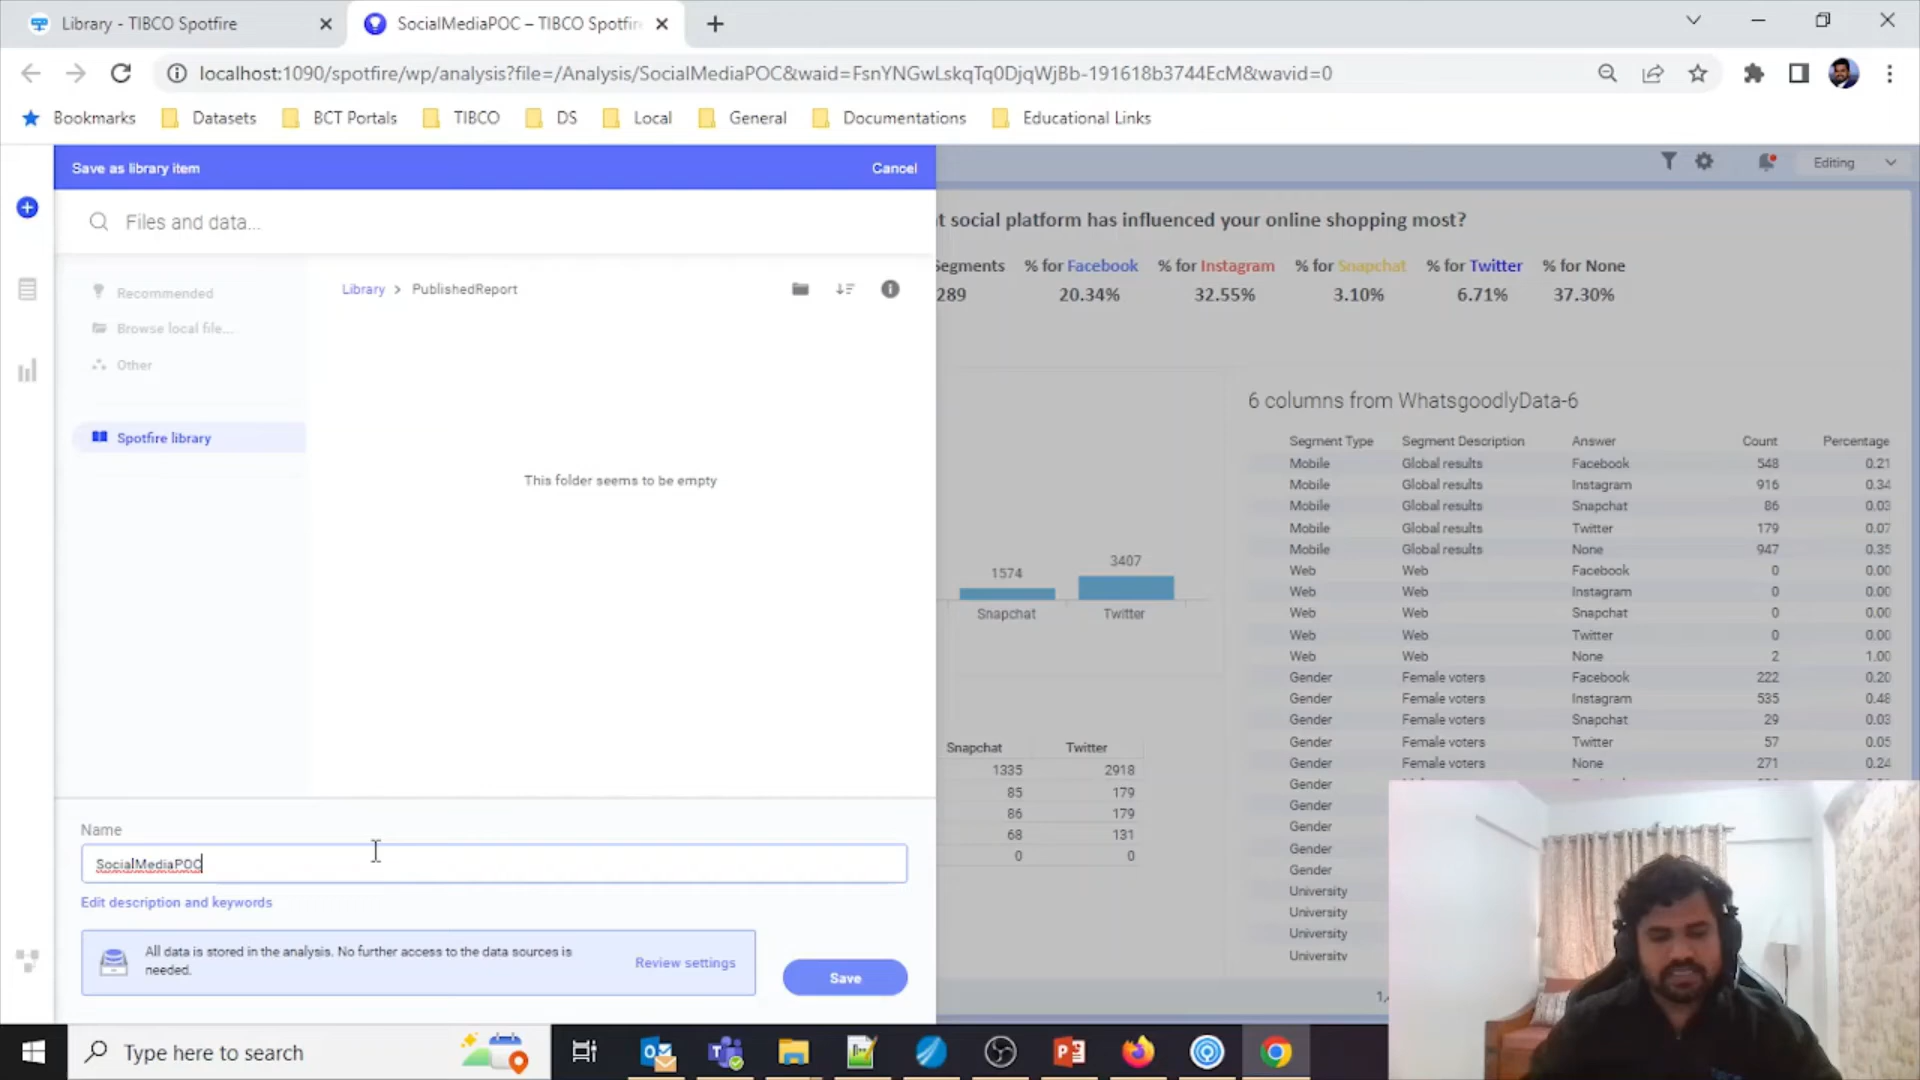 Library - TIBCO Spotfire
SocialMediaPOC – TIBCO Spotfir
localhost:1090/spotfire/wp/analysis?file=/Analysis/SocialMediaPOC&waid=FsnYNGwLskqTq0DjqWjBb-191618b3744EcM&wavid=0
Bookmarks Datasets BCT Portals TIBCO DS Local General Documentations Educational Links
Save as library item Cancel
Editing
Files and data...
t social platform has influenced your online shopping most?
Segments % for Facebook % for Instagram % for Snapchat % for Twitter % for None
289 20.34% 32.55% 3.10% 6.71% 37.30%
Recommended
Browse local file...
Other
Spotfire library
Library > PublishedReport
This folder seems to be empty
1574 3407
Snapchat Twitter
6 columns from WhatsgoodlyData-6
Segment Type Segment Description Answer Count Percentage
Mobile Global results Facebook 548 0.21
Mobile Global results Instagram 916 0.34
Mobile Global results Snapchat 86 0.03
Mobile Global results Twitter 179 0.07
Mobile Global results None 947 0.35
Web Web Facebook 0 0.00
Web Web Instagram 0 0.00
Web Web Snapchat 0 0.00
Web Web Twitter 0 0.00
Web Web None 2 1.00
Gender Female voters Facebook 222 0.20
Gender Female voters Instagram 535 0.48
Gender Female voters Snapchat 29 0.03
Gender Female voters Twitter 57 0.05
Gender Female voters None 271 0.24
Gender
Gender
Gender
Gender
Gender
University
University
University
University
Snapchat Twitter
1335 2918
85 179
86 179
68 131
0 0
Name
SocialMediaPOC
Edit description and keywords
All data is stored in the analysis. No further access to the data sources is
needed.
Review settings
Save
Type here to search